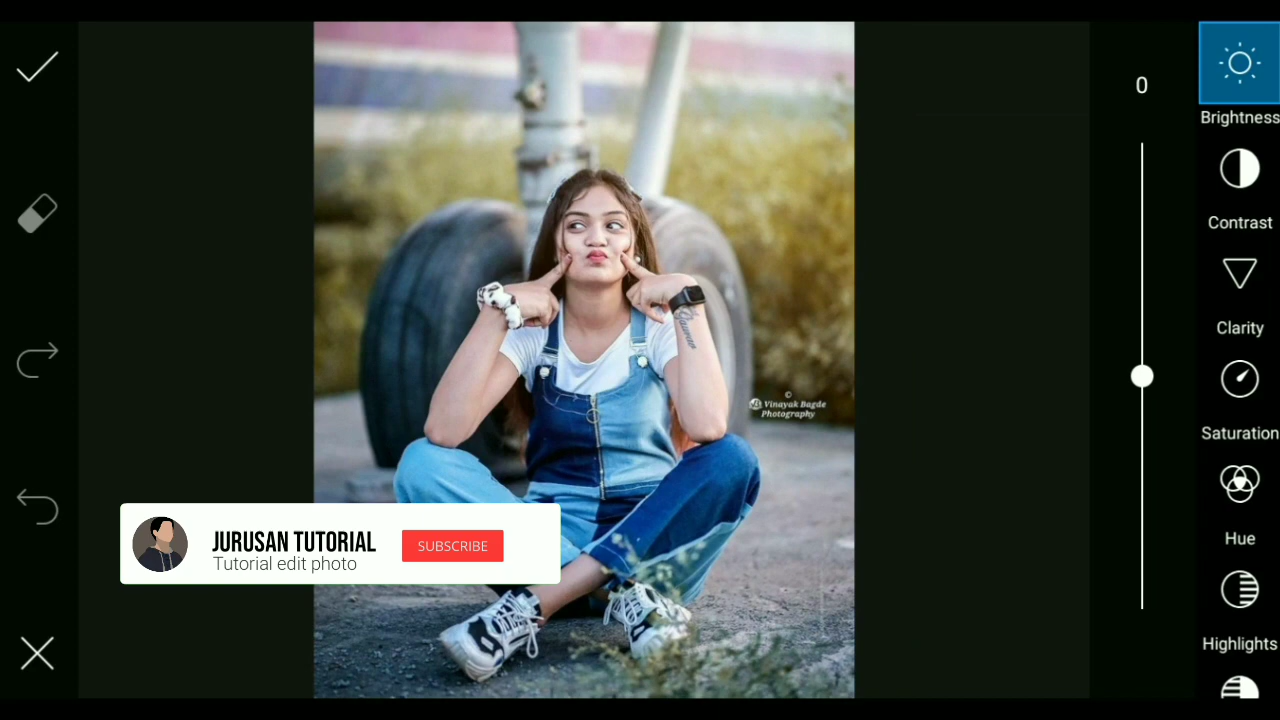 0
Brightness
Contrast
Clarity
Saturation
Hue
Highlights
©
Vinayak Bagde
Photography
JURUSAN TUTORIAL
Tutorial edit photo
SUBSCRIBE